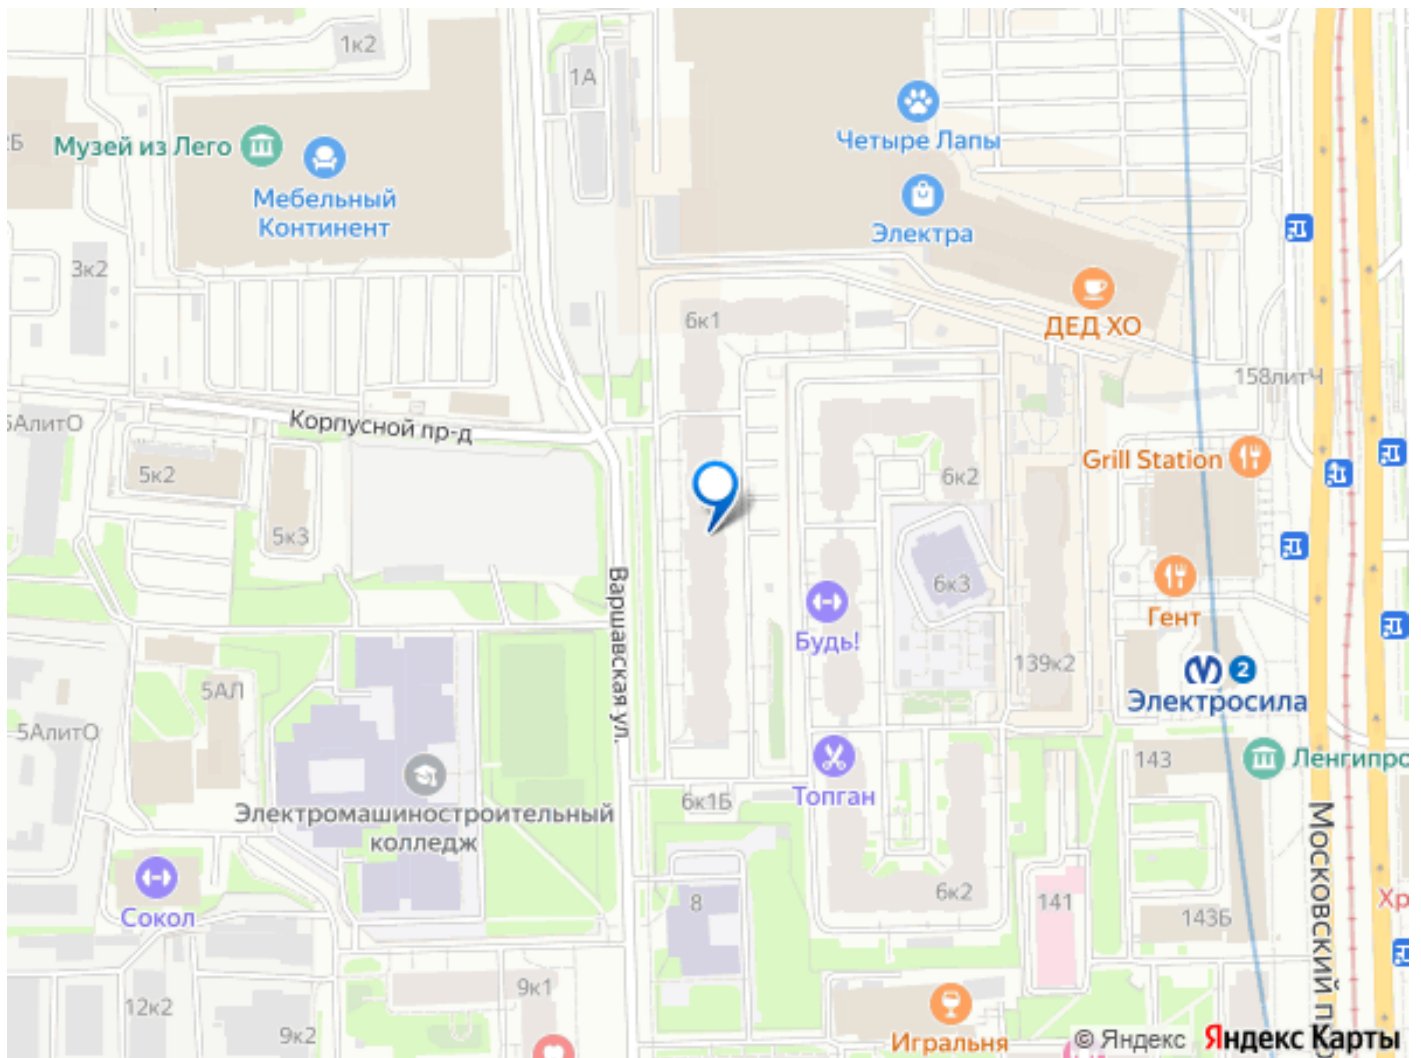 1к2
1А
Четыре Лапы
Музей из Лего
Мебельный
Континент
Электра
3к2
6к1
ДЕД ХО
158литЧ
5АлитО
Корпусной пр-д
Grill Station
5к2
6к2
5к3
6к3
Варшавская ул.
Гент
Будь!
139к2
2
Электросила
5АЛ
5АлитО
143
Ленгипро
Топган
6к1Б
Электромашиностроительный
колледж
Московский п
6к2
141
8
Сокол
143Б
Хр
9к1
12к2
9к2
Игральня
© Яндекс Яндекс Карты